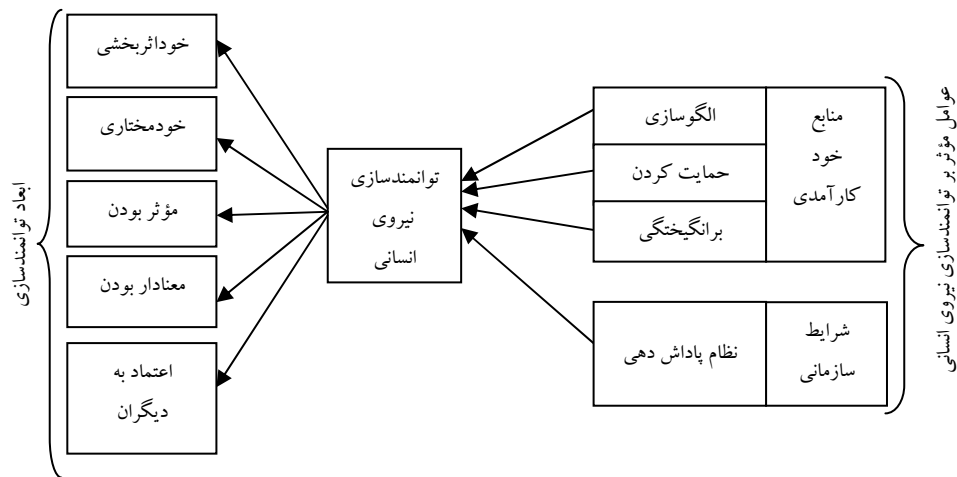 عوامل مؤثر بر توانمندسازی نیروی انسانی
منابع
خود
کارآمدی
الگوسازی
حمایت کردن
برانگیختگی
شرایط
سازمانی
نظام پاداش دهی
توانمندسازی
نیروی
انسانی
خوداثربخشی
خودمختاری
مؤثر بودن
معنادار بودن
اعتماد به
دیگران
ابعاد توانمندسازی